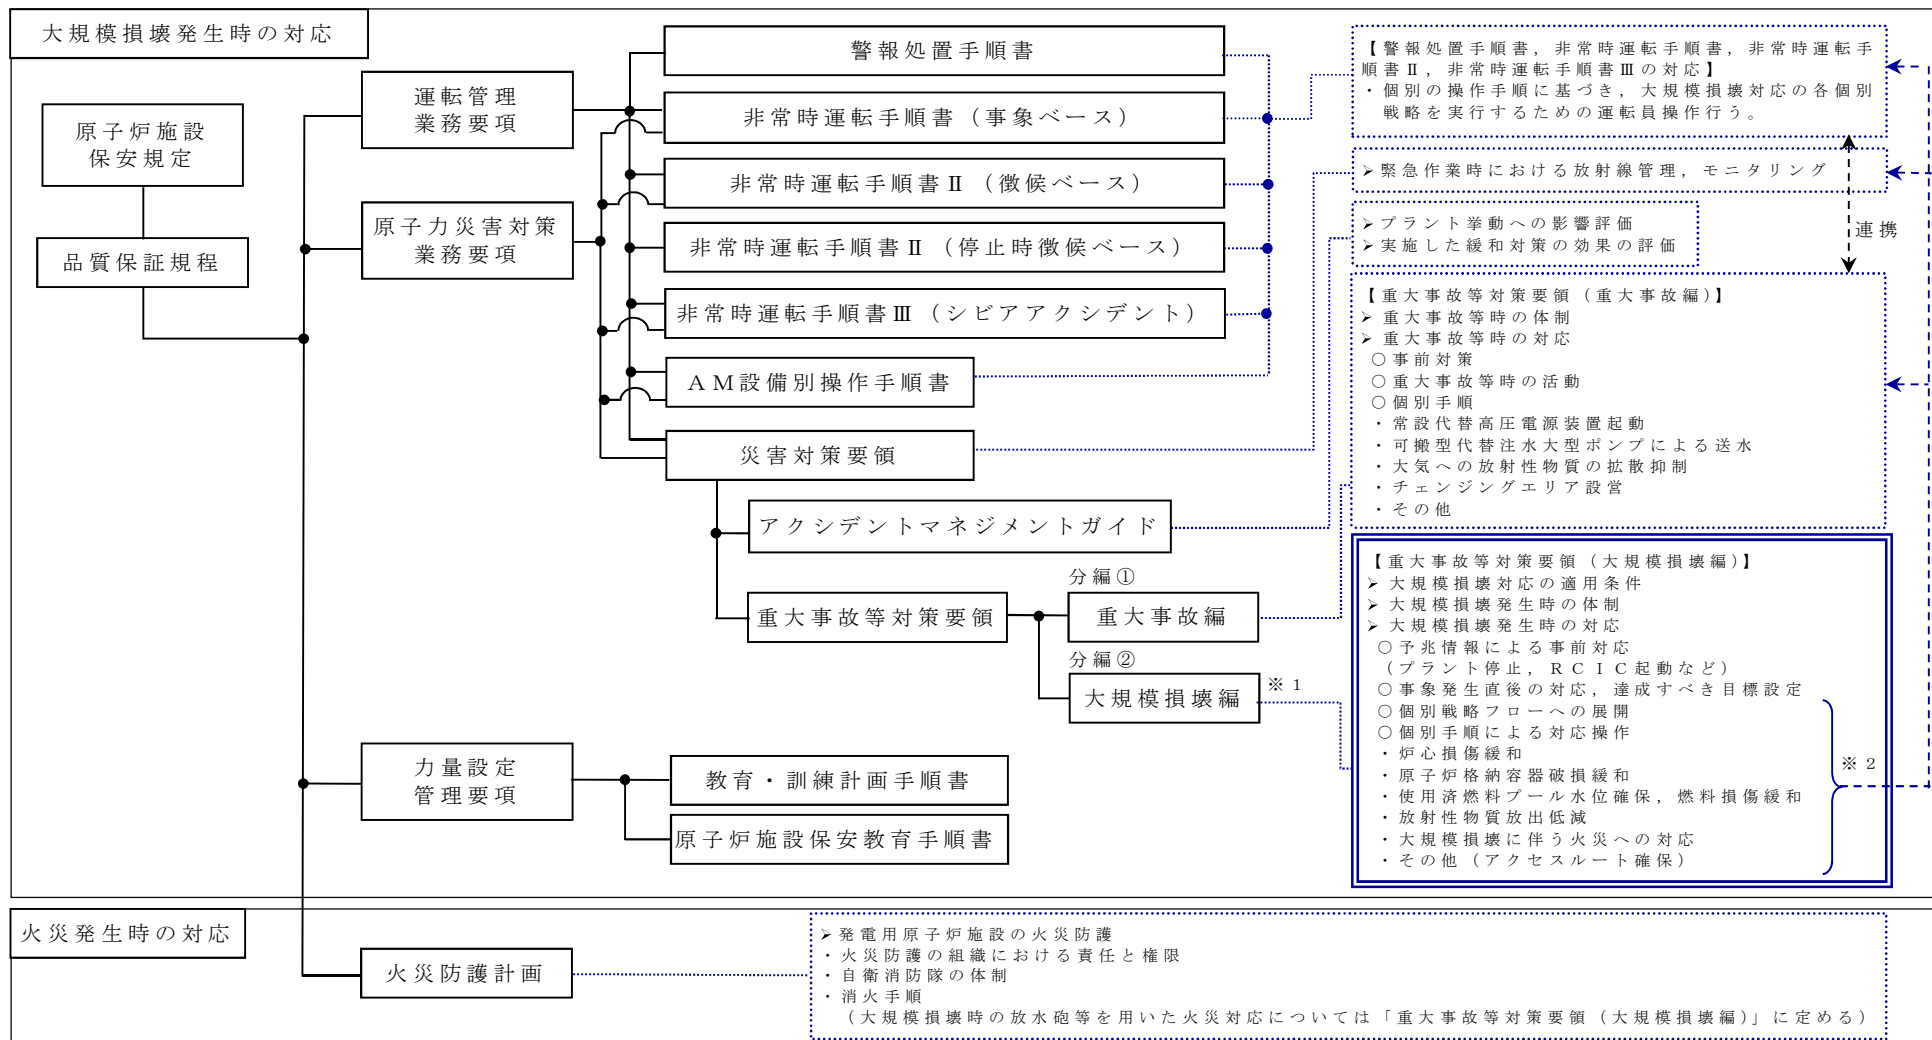 大規模損壊発生時の対応
原子炉施設
保安規定
品質保証規程
運転管理
業務要項
原子力災害対策
業務要項
警報処置手順書
非常時運転手順書（事象ベース）
非常時運転手順書Ⅱ（徴候ベース）
非常時運転手順書Ⅱ（停止時徴候ベース）
非常時運転手順書Ⅲ（シビアアクシデント）
ＡＭ設備別操作手順書
災害対策要領
アクシデントマネジメントガイド
重大事故等対策要領
分編①
重大事故編
分編②
大規模損壊編
※１
力量設定
管理要項
教育・訓練計画手順書
原子炉施設保安教育手順書
【警報処置手順書，非常時運転手順書，非常時運転手
順書Ⅱ，非常時運転手順書Ⅲの対応】
・個別の操作手順に基づき，大規模損壊対応の各個別
戦略を実行するための運転員操作行う。
➢緊急作業時における放射線管理，モニタリング
➢プラント挙動への影響評価
➢実施した緩和対策の効果の評価
連携
【重大事故等対策要領（重大事故編）】
➢ 重大事故等時の体制
➢ 重大事故等時の対応
○事前対策
○重大事故等時の活動
○個別手順
・常設代替高圧電源装置起動
・可搬型代替注水大型ポンプによる送水
・大気への放射性物質の拡散抑制
・チェンジングエリア設営
・その他
【重大事故等対策要領（大規模損壊編）】
➢ 大規模損壊対応の適用条件
➢ 大規模損壊発生時の体制
➢ 大規模損壊発生時の対応
○予兆情報による事前対応
（プラント停止，ＲＣＩＣ起動など）
○事象発生直後の対応，達成すべき目標設定
○個別戦略フローへの展開
○個別手順による対応操作
・炉心損傷緩和
・原子炉格納容器破損緩和
・使用済燃料プール水位確保，燃料損傷緩和
・放射性物質放出低減
・大規模損壊に伴う火災への対応
・その他（アクセスルート確保）
※２
火災発生時の対応
火災防護計画
➢発電用原子炉施設の火災防護
・火災防護の組織における責任と権限
・自衛消防隊の体制
・消火手順
（大規模損壊時の放水砲等を用いた火災対応については「重大事故等対策要領（大規模損壊編）」に定める）